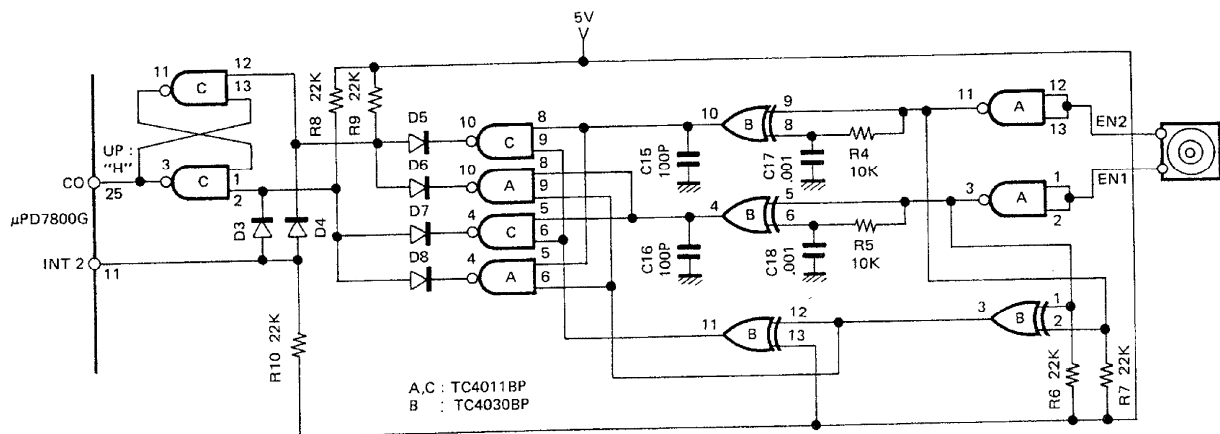 5V
11
C
12
13
3
C
1
2
UP :
"H"
CO
25
μPD7800G
INT 2
11
D3
D4
R8 22K
R9 22K
R10 22K
D5
D6
D7
D8
10
C
8
9
10
A
8
9
4
C
5
6
4
A
5
6
C15
100P
C16
100P
10
B
9
8
C17
.001
R4
10K
4
B
5
6
C18
.001
R5
10K
11
A
12
13
EN2
3
A
1
2
EN1
11
B
12
13
3
B
1
2
R6 22K
R7 22K
A,C : TC4011BP
B : TC4030BP